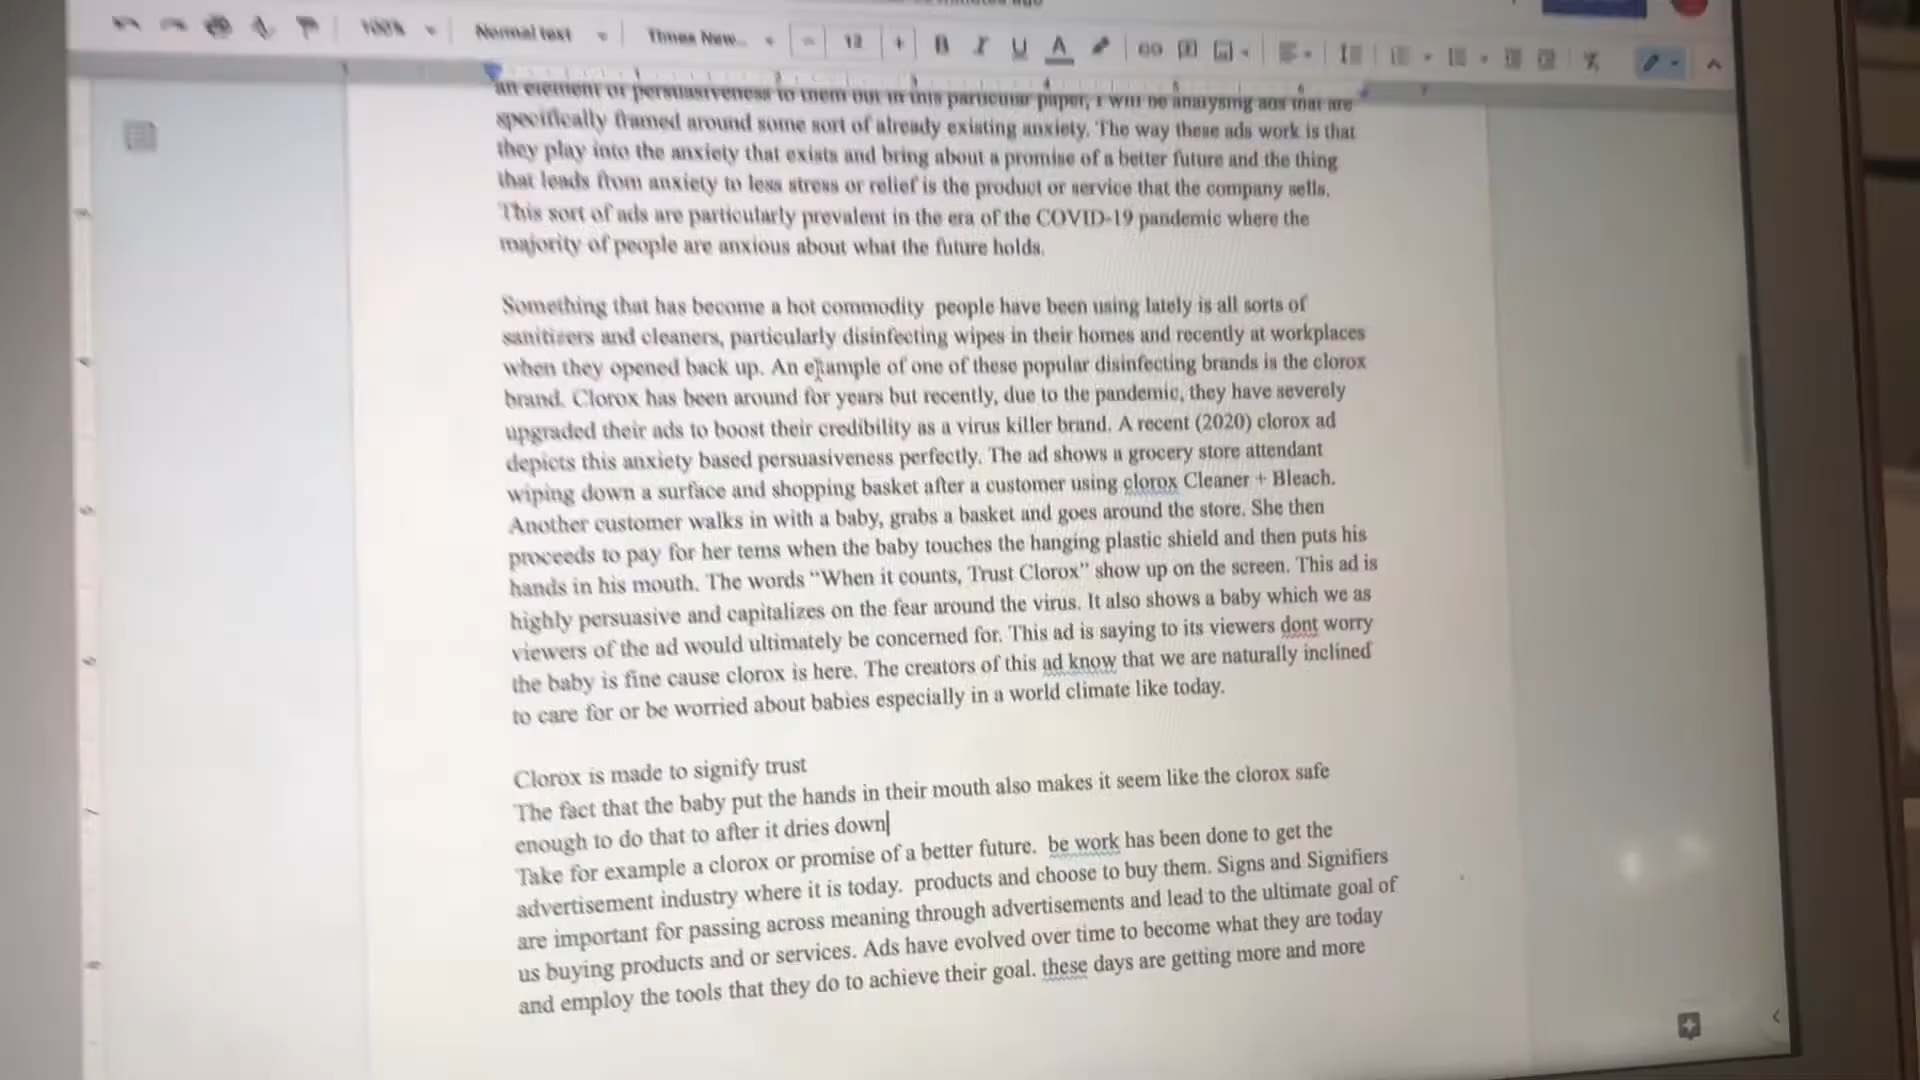 100%
Normal text
Times New...
12
an element of persuasiveness to them but in this particular paper, I will be analysing ads that are
specifically framed around some sort of already existing anxiety. The way these ads work is that
they play into the anxiety that exists and bring about a promise of a better future and the thing
that leads from anxiety to less stress or relief is the product or service that the company sells.
This sort of ads are particularly prevalent in the era of the COVID-19 pandemic where the
majority of people are anxious about what the future holds.
Something that has become a hot commodity people have been using lately is all sorts of
sanitizers and cleaners, particularly disinfecting wipes in their homes and recently at workplaces
when they opened back up. An example of one of these popular disinfecting brands is the clorox
brand. Clorox has been around for years but recently, due to the pandemic, they have severely
upgraded their ads to boost their credibility as a virus killer brand. A recent (2020) clorox ad
depicts this anxiety based persuasiveness perfectly. The ad shows a grocery store attendant
wiping down a surface and shopping basket after a customer using clorox Cleaner + Bleach.
Another customer walks in with a baby, grabs a basket and goes around the store. She then
proceeds to pay for her tems when the baby touches the hanging plastic shield and then puts his
hands in his mouth. The words “When it counts, Trust Clorox” show up on the screen. This ad is
highly persuasive and capitalizes on the fear around the virus. It also shows a baby which we as
viewers of the ad would ultimately be concerned for. This ad is saying to its viewers dont worry
the baby is fine cause clorox is here. The creators of this ad know that we are naturally inclined
to care for or be worried about babies especially in a world climate like today.
Clorox is made to signify trust
The fact that the baby put the hands in their mouth also makes it seem like the clorox safe
enough to do that to after it dries down
Take for example a clorox or promise of a better future. be work has been done to get the
advertisement industry where it is today. products and choose to buy them. Signs and Signifiers
are important for passing across meaning through advertisements and lead to the ultimate goal of
us buying products and or services. Ads have evolved over time to become what they are today
and employ the tools that they do to achieve their goal. these days are getting more and more